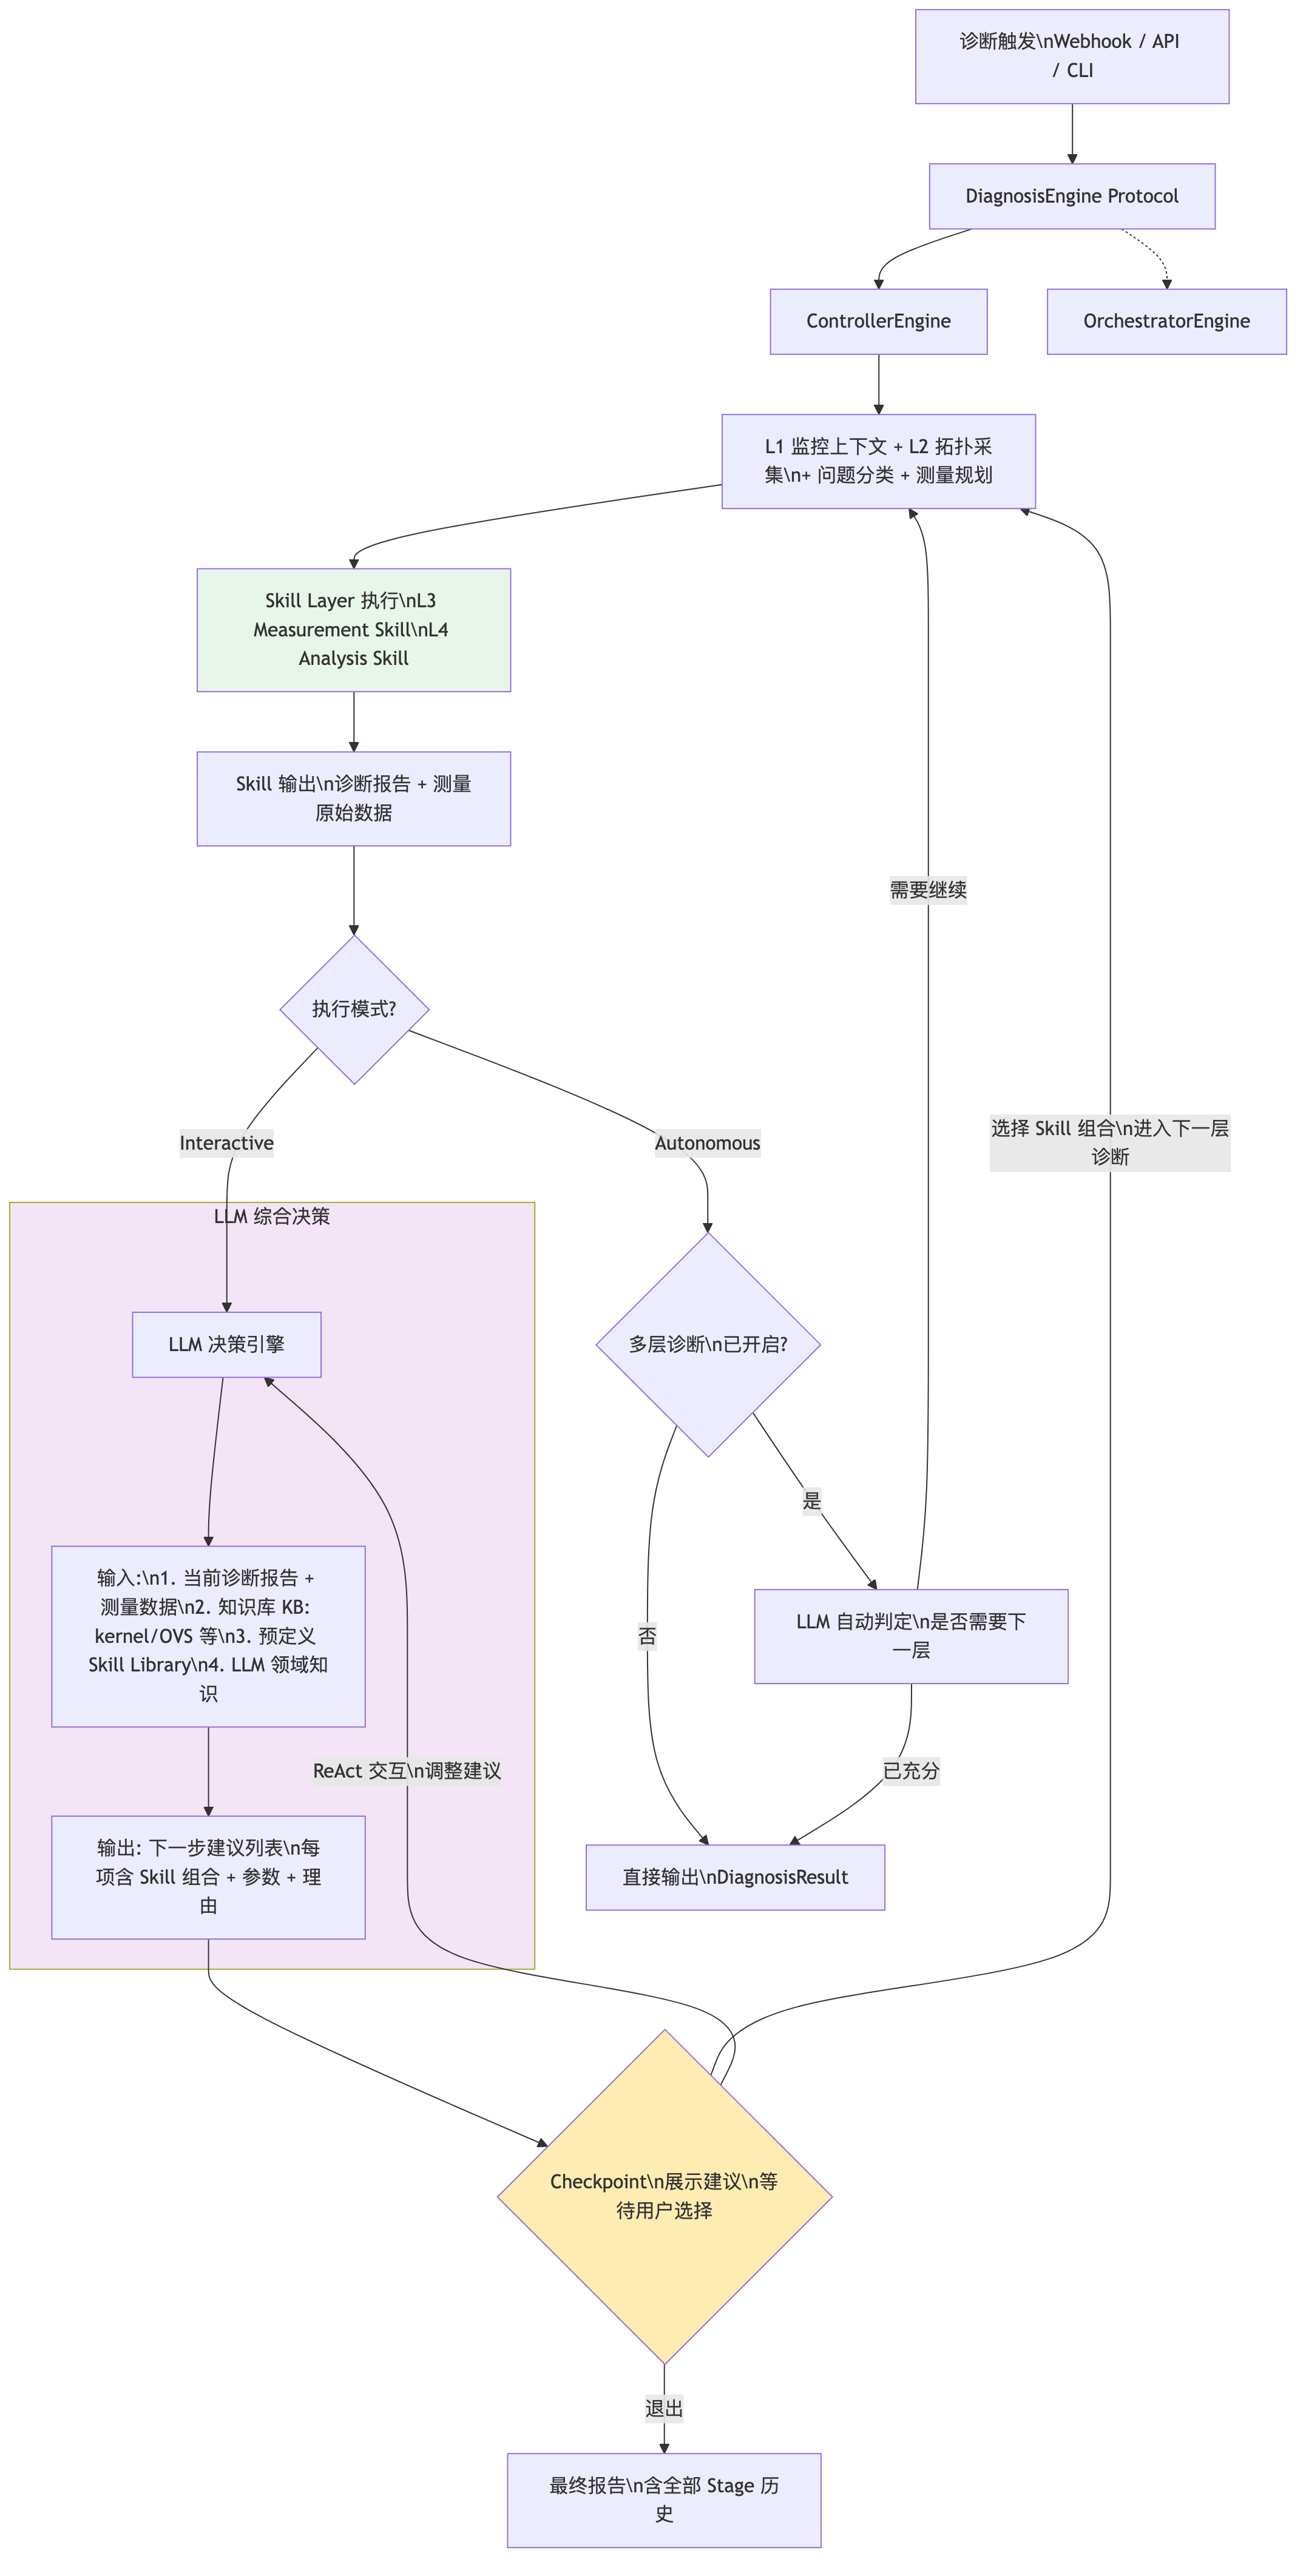 诊断触发\nWebhook / API
/ CLI
DiagnosisEngine Protocol
ControllerEngine
OrchestratorEngine
L1 监控上下文 + L2 拓扑采
集\n+ 问题分类 + 测量规划
Skill Layer 执行\nL3
Measurement Skill\nL4
Analysis Skill
Skill 输出\n诊断报告 + 测量
原始数据
需要继续
执行模式?
选择 Skill 组合\n进入下一层
诊断
Interactive
Autonomous
LLM 综合决策
LLM 决策引擎
多层诊断\n已开启?
是
输入:\n1. 当前诊断报告 +
测量数据\n2. 知识库 KB:
kernel/OVS 等\n3. 预定义
Skill Library\n4. LLM 领域知
识
否
LLM 自动判定\n是否需要下
一层
ReAct 交互\n调整建议
已充分
输出: 下一步建议列表\n每
项含 Skill 组合 + 参数 + 理
由
直接输出\nDiagnosisResult
Checkpoint\n展示建议\n等
待用户选择
退出
最终报告\n含全部 Stage 历
史